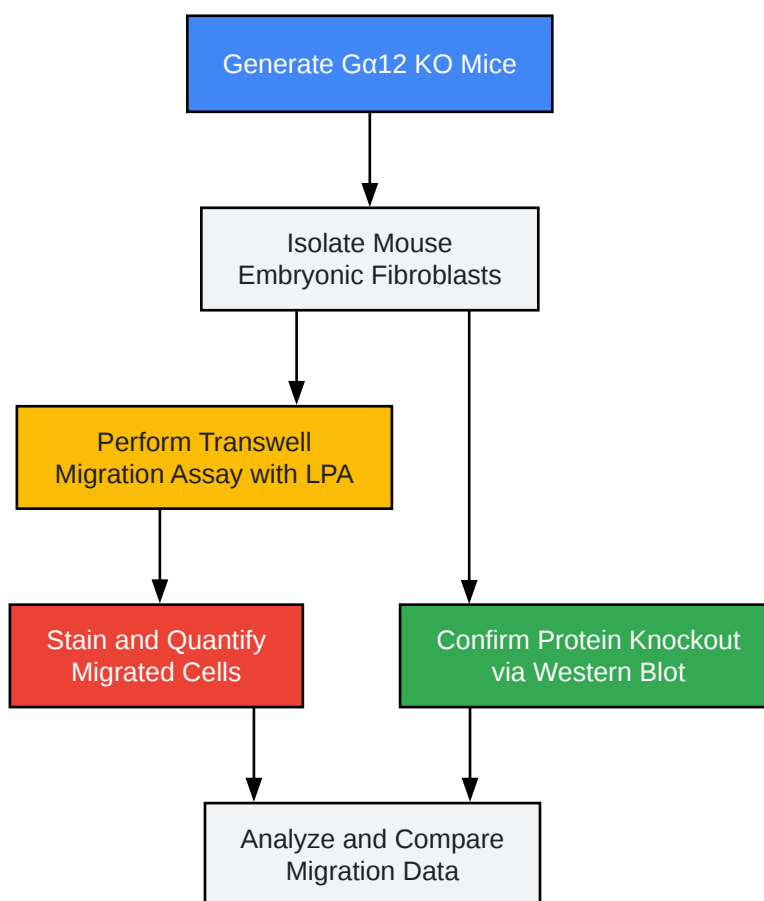 Generate Gα12 KO Mice
Isolate Mouse
Embryonic Fibroblasts
Perform Transwell
Migration Assay with LPA
Stain and Quantify
Migrated Cells
Confirm Protein Knockout
via Western Blot
Analyze and Compare
Migration Data